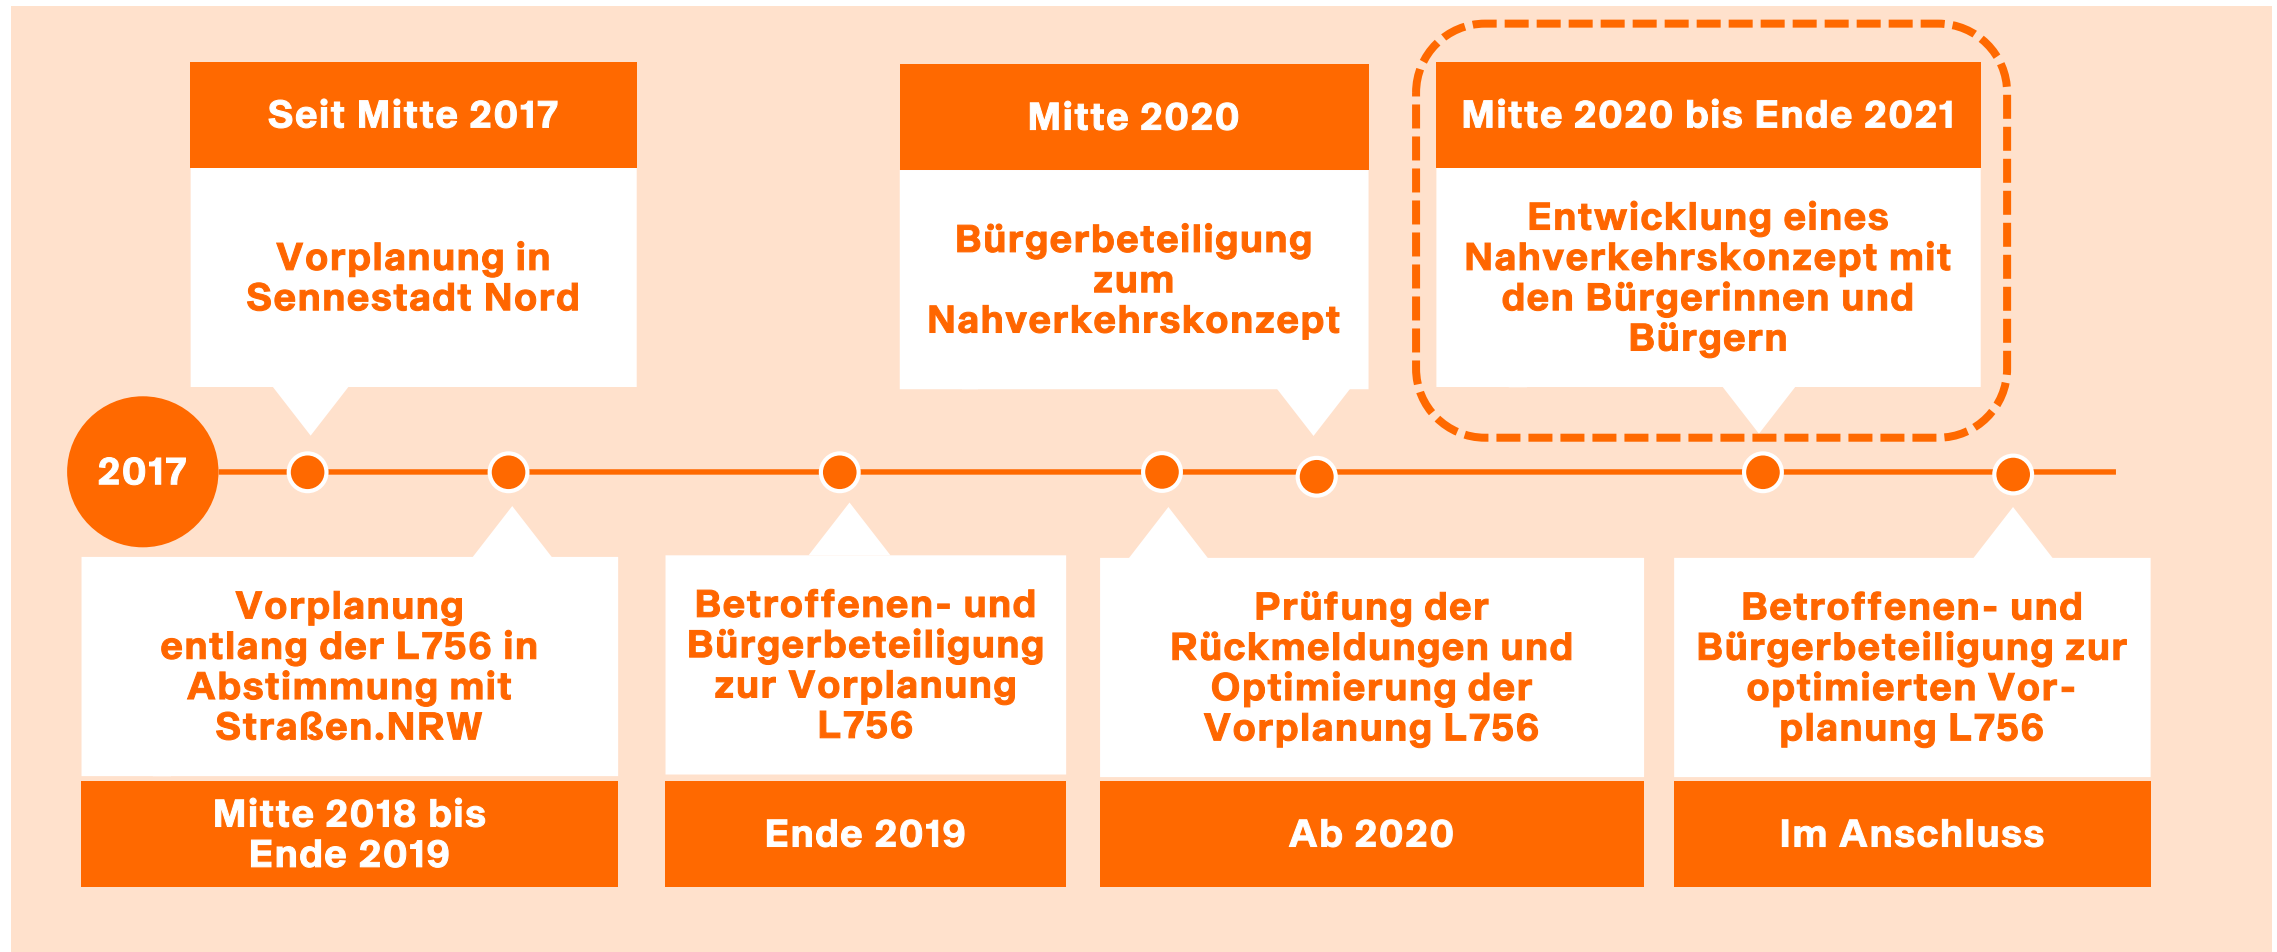 Seit Mitte 2017
Vorplanung in
Sennestadt Nord
Mitte 2020
Bürgerbeteiligung
zum
Nahverkehrskonzept
Mitte 2020 bis Ende 2021
Entwicklung eines
Nahverkehrskonzept mit
den Bürgerinnen und
Bürgern
2017
Vorplanung
entlang der L756 in
Abstimmung mit
Straßen.NRW
Mitte 2018 bis
Ende 2019
Betroffenen- und
Bürgerbeteiligung
zur Vorplanung
L756
Ende 2019
Prüfung der
Rückmeldungen und
Optimierung der
Vorplanung L756
Ab 2020
Betroffenen- und
Bürgerbeteiligung zur
optimierten Vor-
planung L756
Im Anschluss